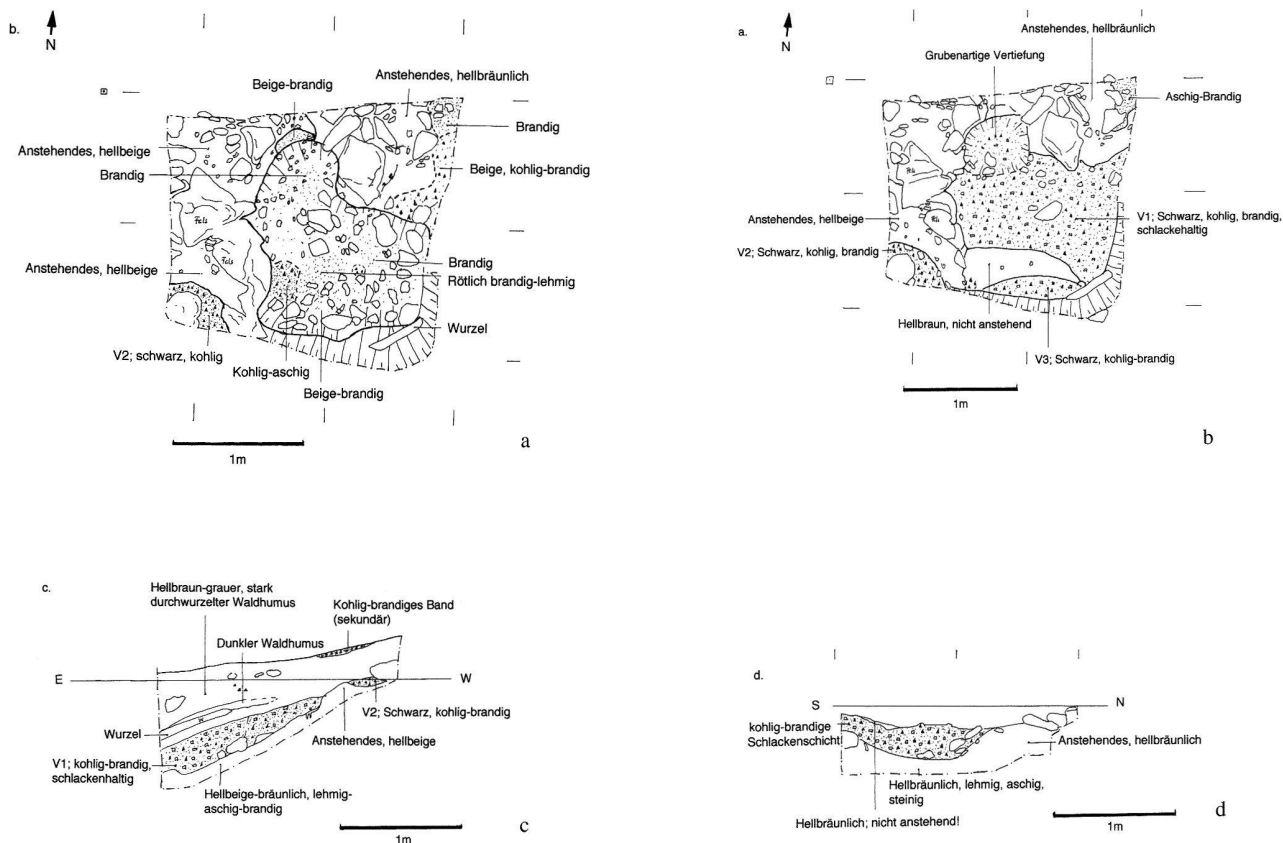 b.
N
Beige-brandig
Anstehendes, hellbräunlich
Brandig
Anstehendes, hellbeige
Brandig
Beige, kohlig-brandig
Fels
Fels
Anstehendes, hellbeige
Brandig
Rötlich brandig-lehmig
Wurzel
V2; schwarz, kohlig
Kohlig-aschig
Beige-brandig
1m
a
a.
N
Anstehendes, hellbräunlich
Grubenartige Vertiefung
Aschig-Brandig
Fels
Fels
Anstehendes, hellbeige
V1; Schwarz, kohlig, brandig,
schlackehaltig
V2; Schwarz, kohlig, brandig
Hellbraun, nicht anstehend
V3; Schwarz, kohlig-brandig
1m
b
c.
Hellbraun-grauer, stark
durchwurzelter Waldhumus
Kohlig-brandiges Band
(sekundär)
Dunkler Waldhumus
E
W
V2; Schwarz, kohlig-brandig
Wurzel
Anstehendes, hellbeige
V1; kohlig-brandig,
schlackenhaltig
Hellbeige-bräunlich, lehmig-
aschig-brandig
1m
c
d.
S
N
kohlig-brandige
Schlackenschicht
Anstehendes, hellbräunlich
Hellbräunlich, lehmig, aschig,
steinig
Hellbräunlich; nicht anstehend!
1m
d